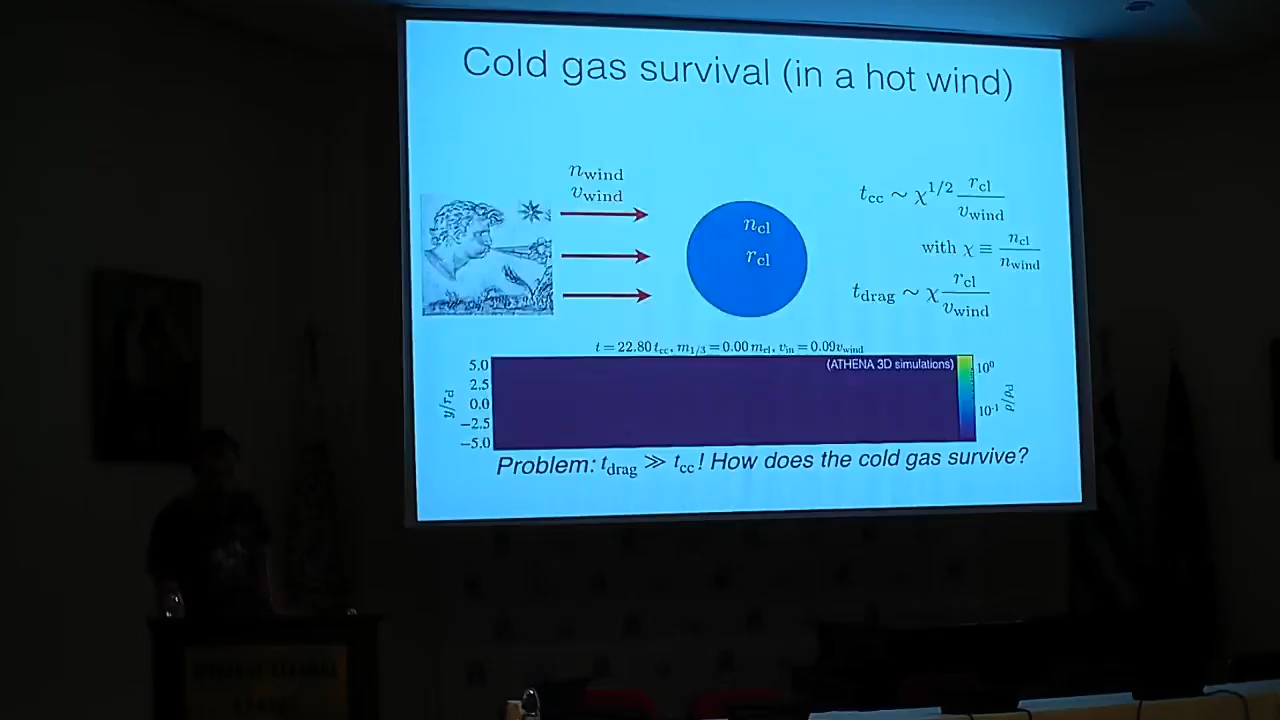 Cold gas survival (in a hot wind)
n_wind
v_wind
n_cl
r_cl
t_cc ∼ χ^1/2 r_cl / v_wind
with χ ≡ n_cl / n_wind
t_drag ∼ χ r_cl / v_wind
t = 22.80 t_cc, m_1/3 = 0.00 m_cl, v_in = 0.09 v_wind
(ATHENA 3D simulations)
5.0
2.5
0.0
−2.5
−5.0
y/r_cl
10^0
10^-1
Problem: t_drag ≫ t_cc! How does the cold gas survive?